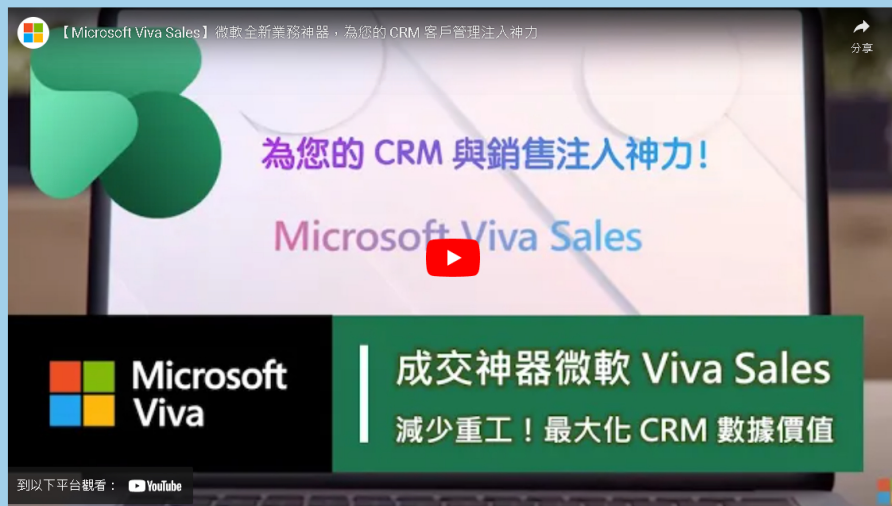 【Microsoft Viva Sales】微軟全新業務神器，為您的 CRM 客戶管理注入神力
分享
為您的 CRM 與銷售注入神力！
Microsoft Viva Sales
Microsoft
Viva
成交神器微軟 Viva Sales
減少重工！最大化 CRM 數據價值
到以下平台觀看： YouTube